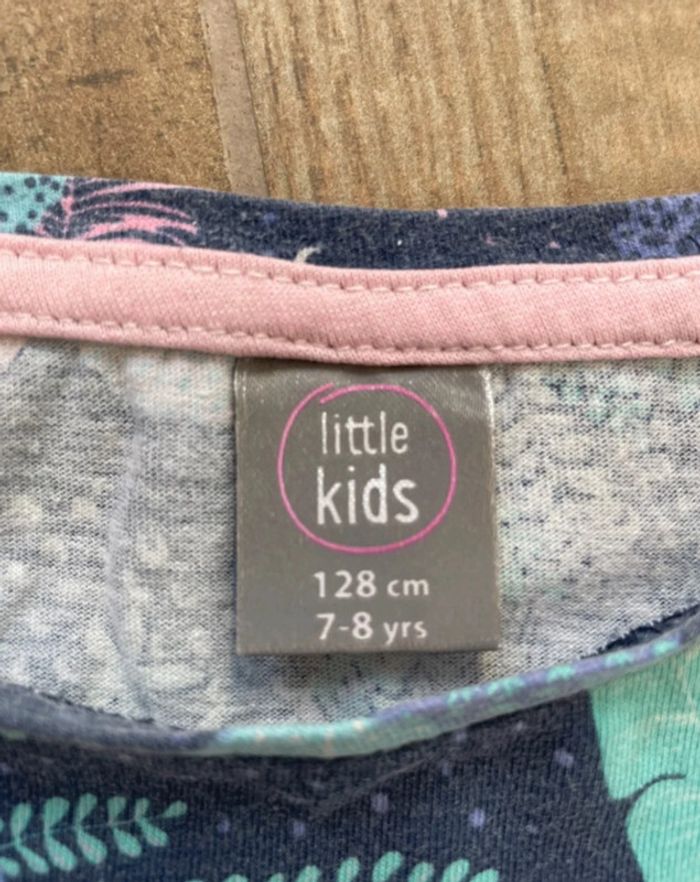 little
kids
128 cm
7-8 yrs